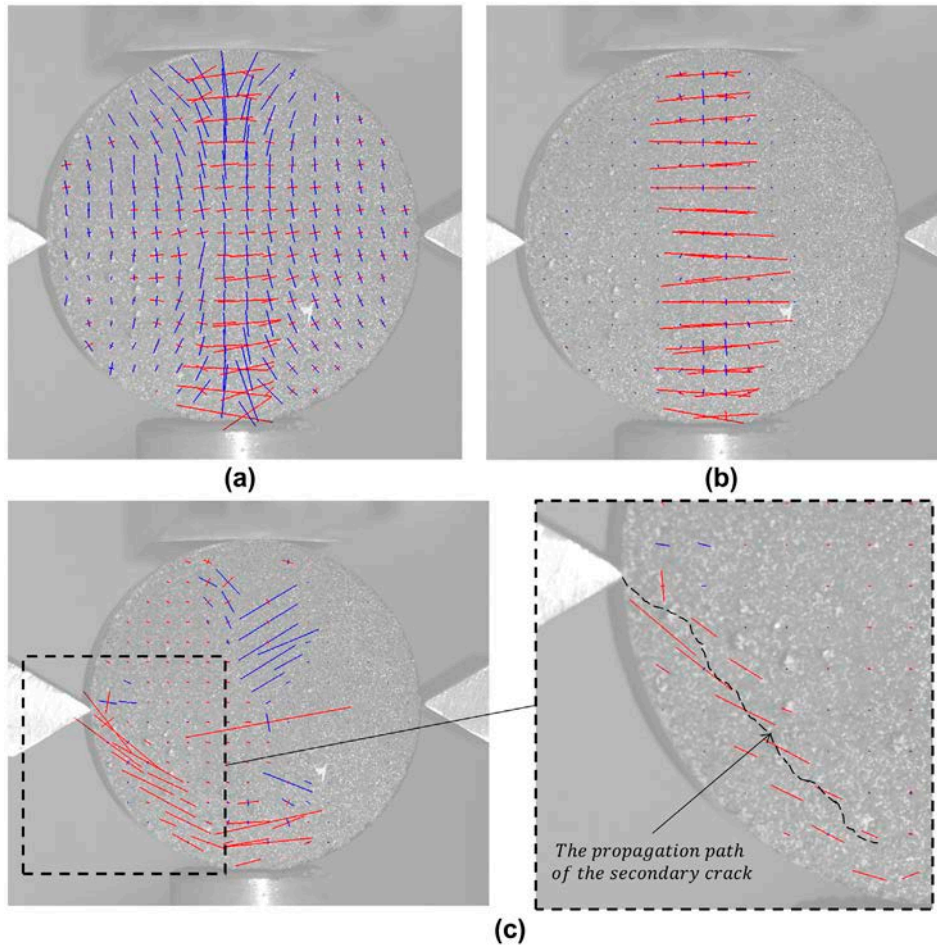 (a)
(b)
The propagation path
of the secondary crack
(c)